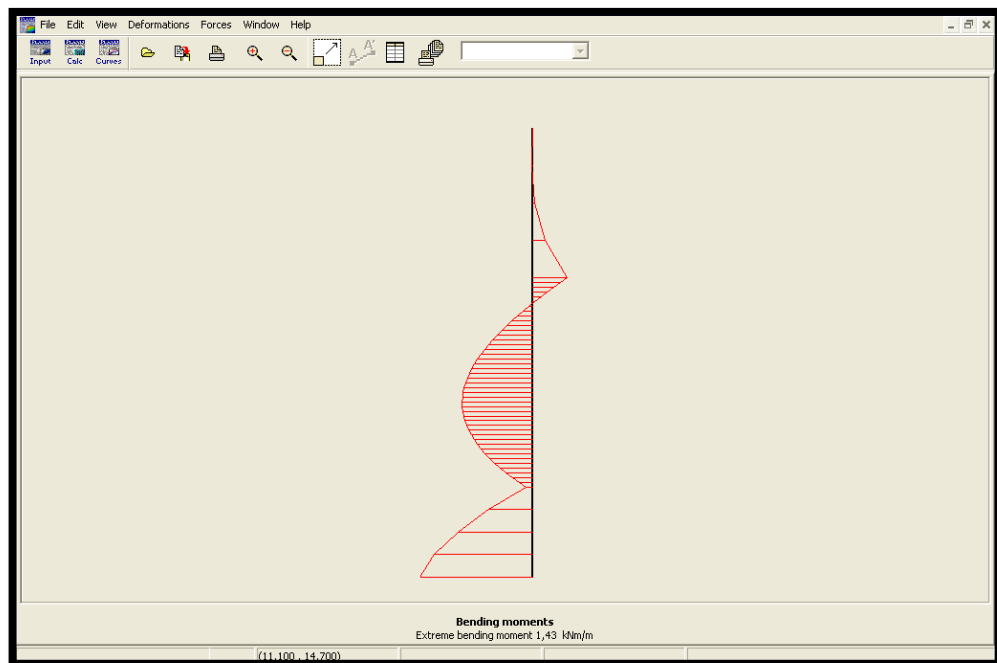 File Edit View Deformations Forces Window Help
Input Calc Curves
A A'
Bending moments
Extreme bending moment 1,43 kNm/m
(11.100 , 14.700)